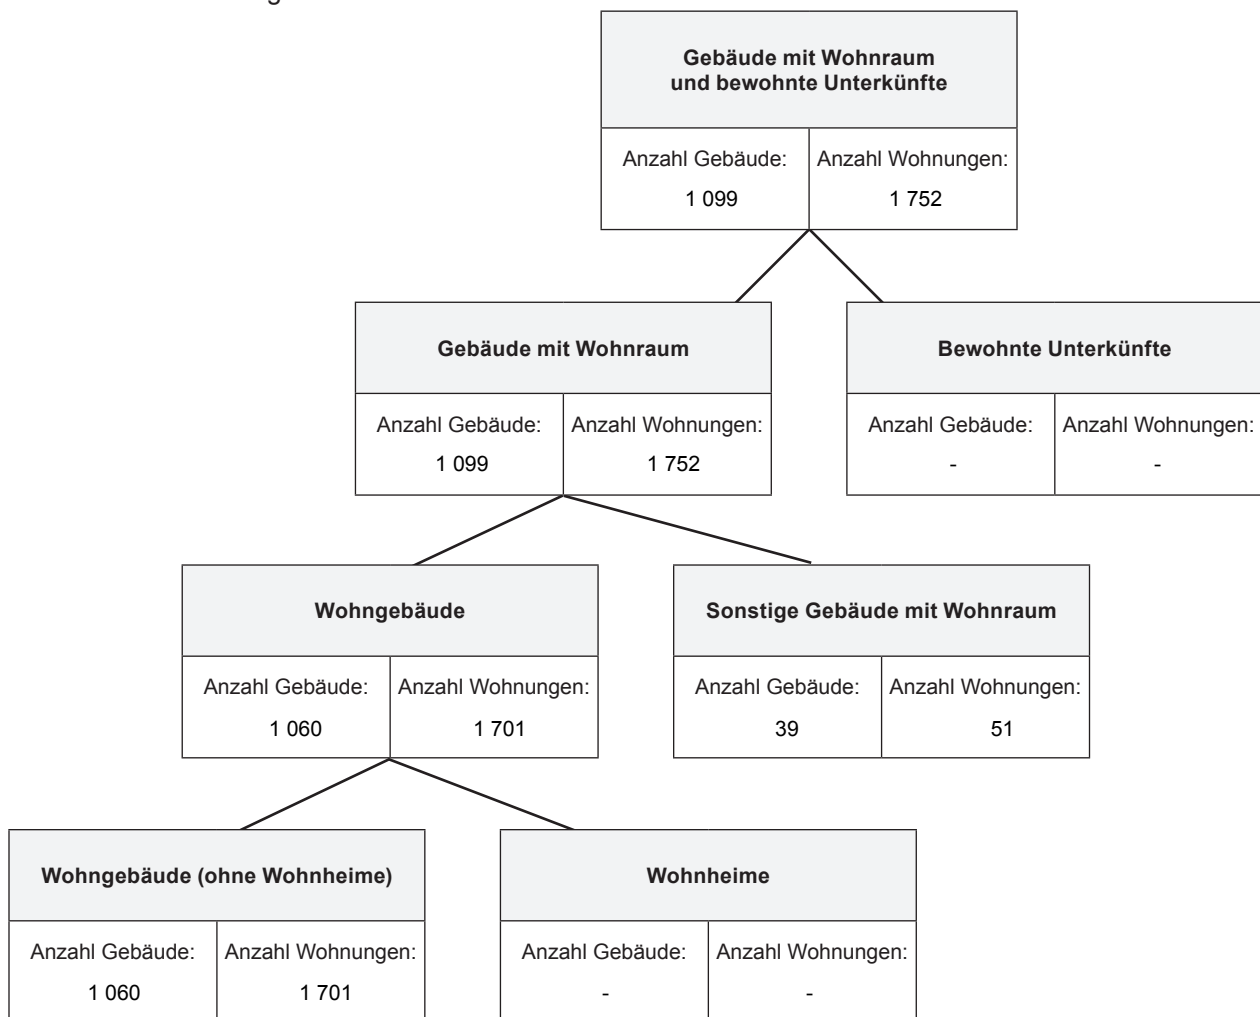 Gebäude mit Wohnraum
und bewohnte Unterkünfte
Anzahl Gebäude: Anzahl Wohnungen:
1 099 1 752
Gebäude mit Wohnraum Bewohnte Unterkünfte
Anzahl Gebäude: Anzahl Wohnungen: Anzahl Gebäude: Anzahl Wohnungen:
1 099 1 752 - -
Wohngebäude Sonstige Gebäude mit Wohnraum
Anzahl Gebäude: Anzahl Wohnungen: Anzahl Gebäude: Anzahl Wohnungen:
1 060 1 701 39 51
Wohngebäude (ohne Wohnheime) Wohnheime
Anzahl Gebäude: Anzahl Wohnungen: Anzahl Gebäude: Anzahl Wohnungen:
1 060 1 701 - -